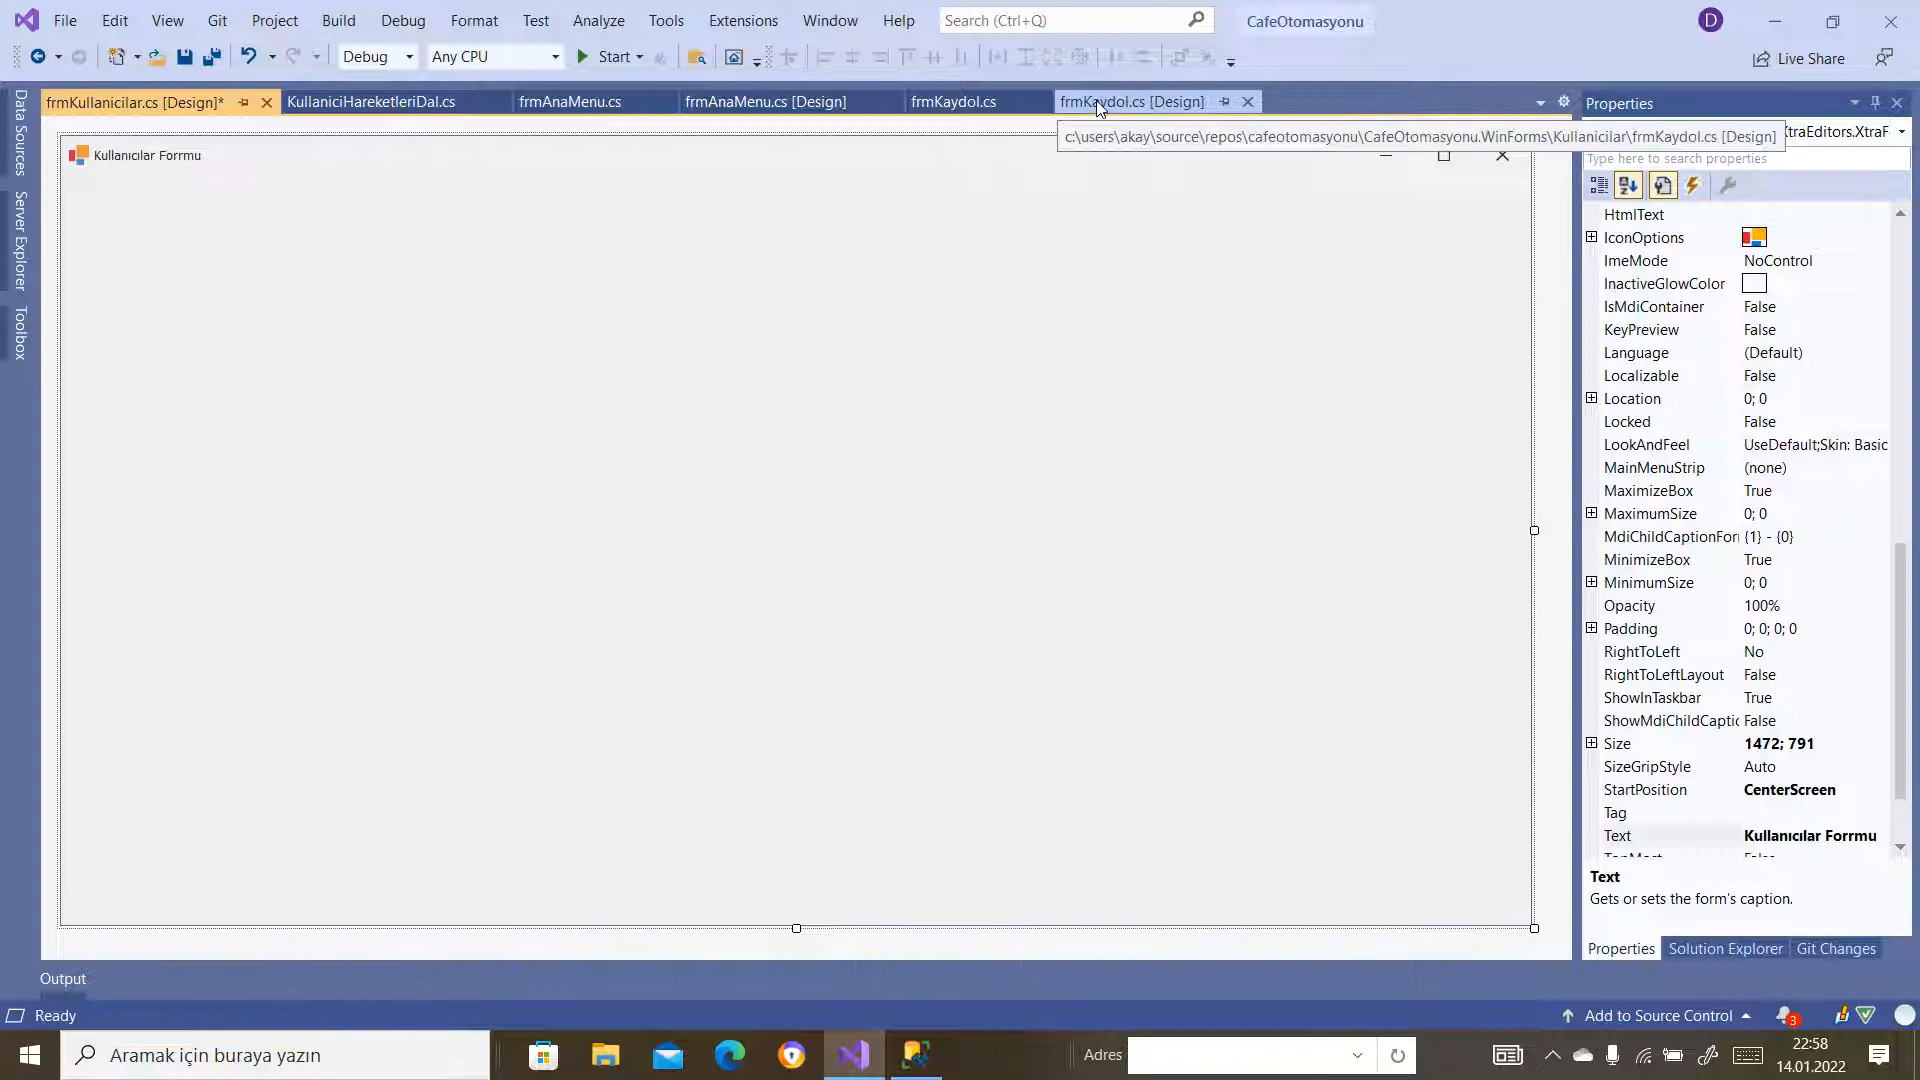 File Edit View Git Project Build Debug Format Test Analyze Tools Extensions Window Help Search (Ctrl+Q) CafeOtomasyonu D
Debug Any CPU Start Live Share
frmKullanicilar.cs [Design]* KullaniciHareketleriDal.cs frmAnaMenu.cs frmAnaMenu.cs [Design] frmKaydol.cs frmKaydol.cs [Design] Properties
c:\users\akay\source\repos\cafeotomasyonu\CafeOtomasyonu.WinForms\Kullanicilar\frmKaydol.cs [Design]
Data Sources
Server Explorer
Toolbox
Kullanıcılar Forrmu
Type here to search properties
HtmlText
IconOptions
ImeMode NoControl
InactiveGlowColor
IsMdiContainer False
KeyPreview False
Language (Default)
Localizable False
Location 0; 0
Locked False
LookAndFeel UseDefault;Skin: Basic
MainMenuStrip (none)
MaximizeBox True
MaximumSize 0; 0
MdiChildCaptionFor {1} - {0}
MinimizeBox True
MinimumSize 0; 0
Opacity 100%
Padding 0; 0; 0; 0
RightToLeft No
RightToLeftLayout False
ShowInTaskbar True
ShowMdiChildCaptic False
Size 1472; 791
SizeGripStyle Auto
StartPosition CenterScreen
Tag
Text Kullanıcılar Forrmu
Text
Gets or sets the form's caption.
Properties Solution Explorer Git Changes
Output
Ready Add to Source Control 3
Aramak için buraya yazın Adres 22:58
14.01.2022